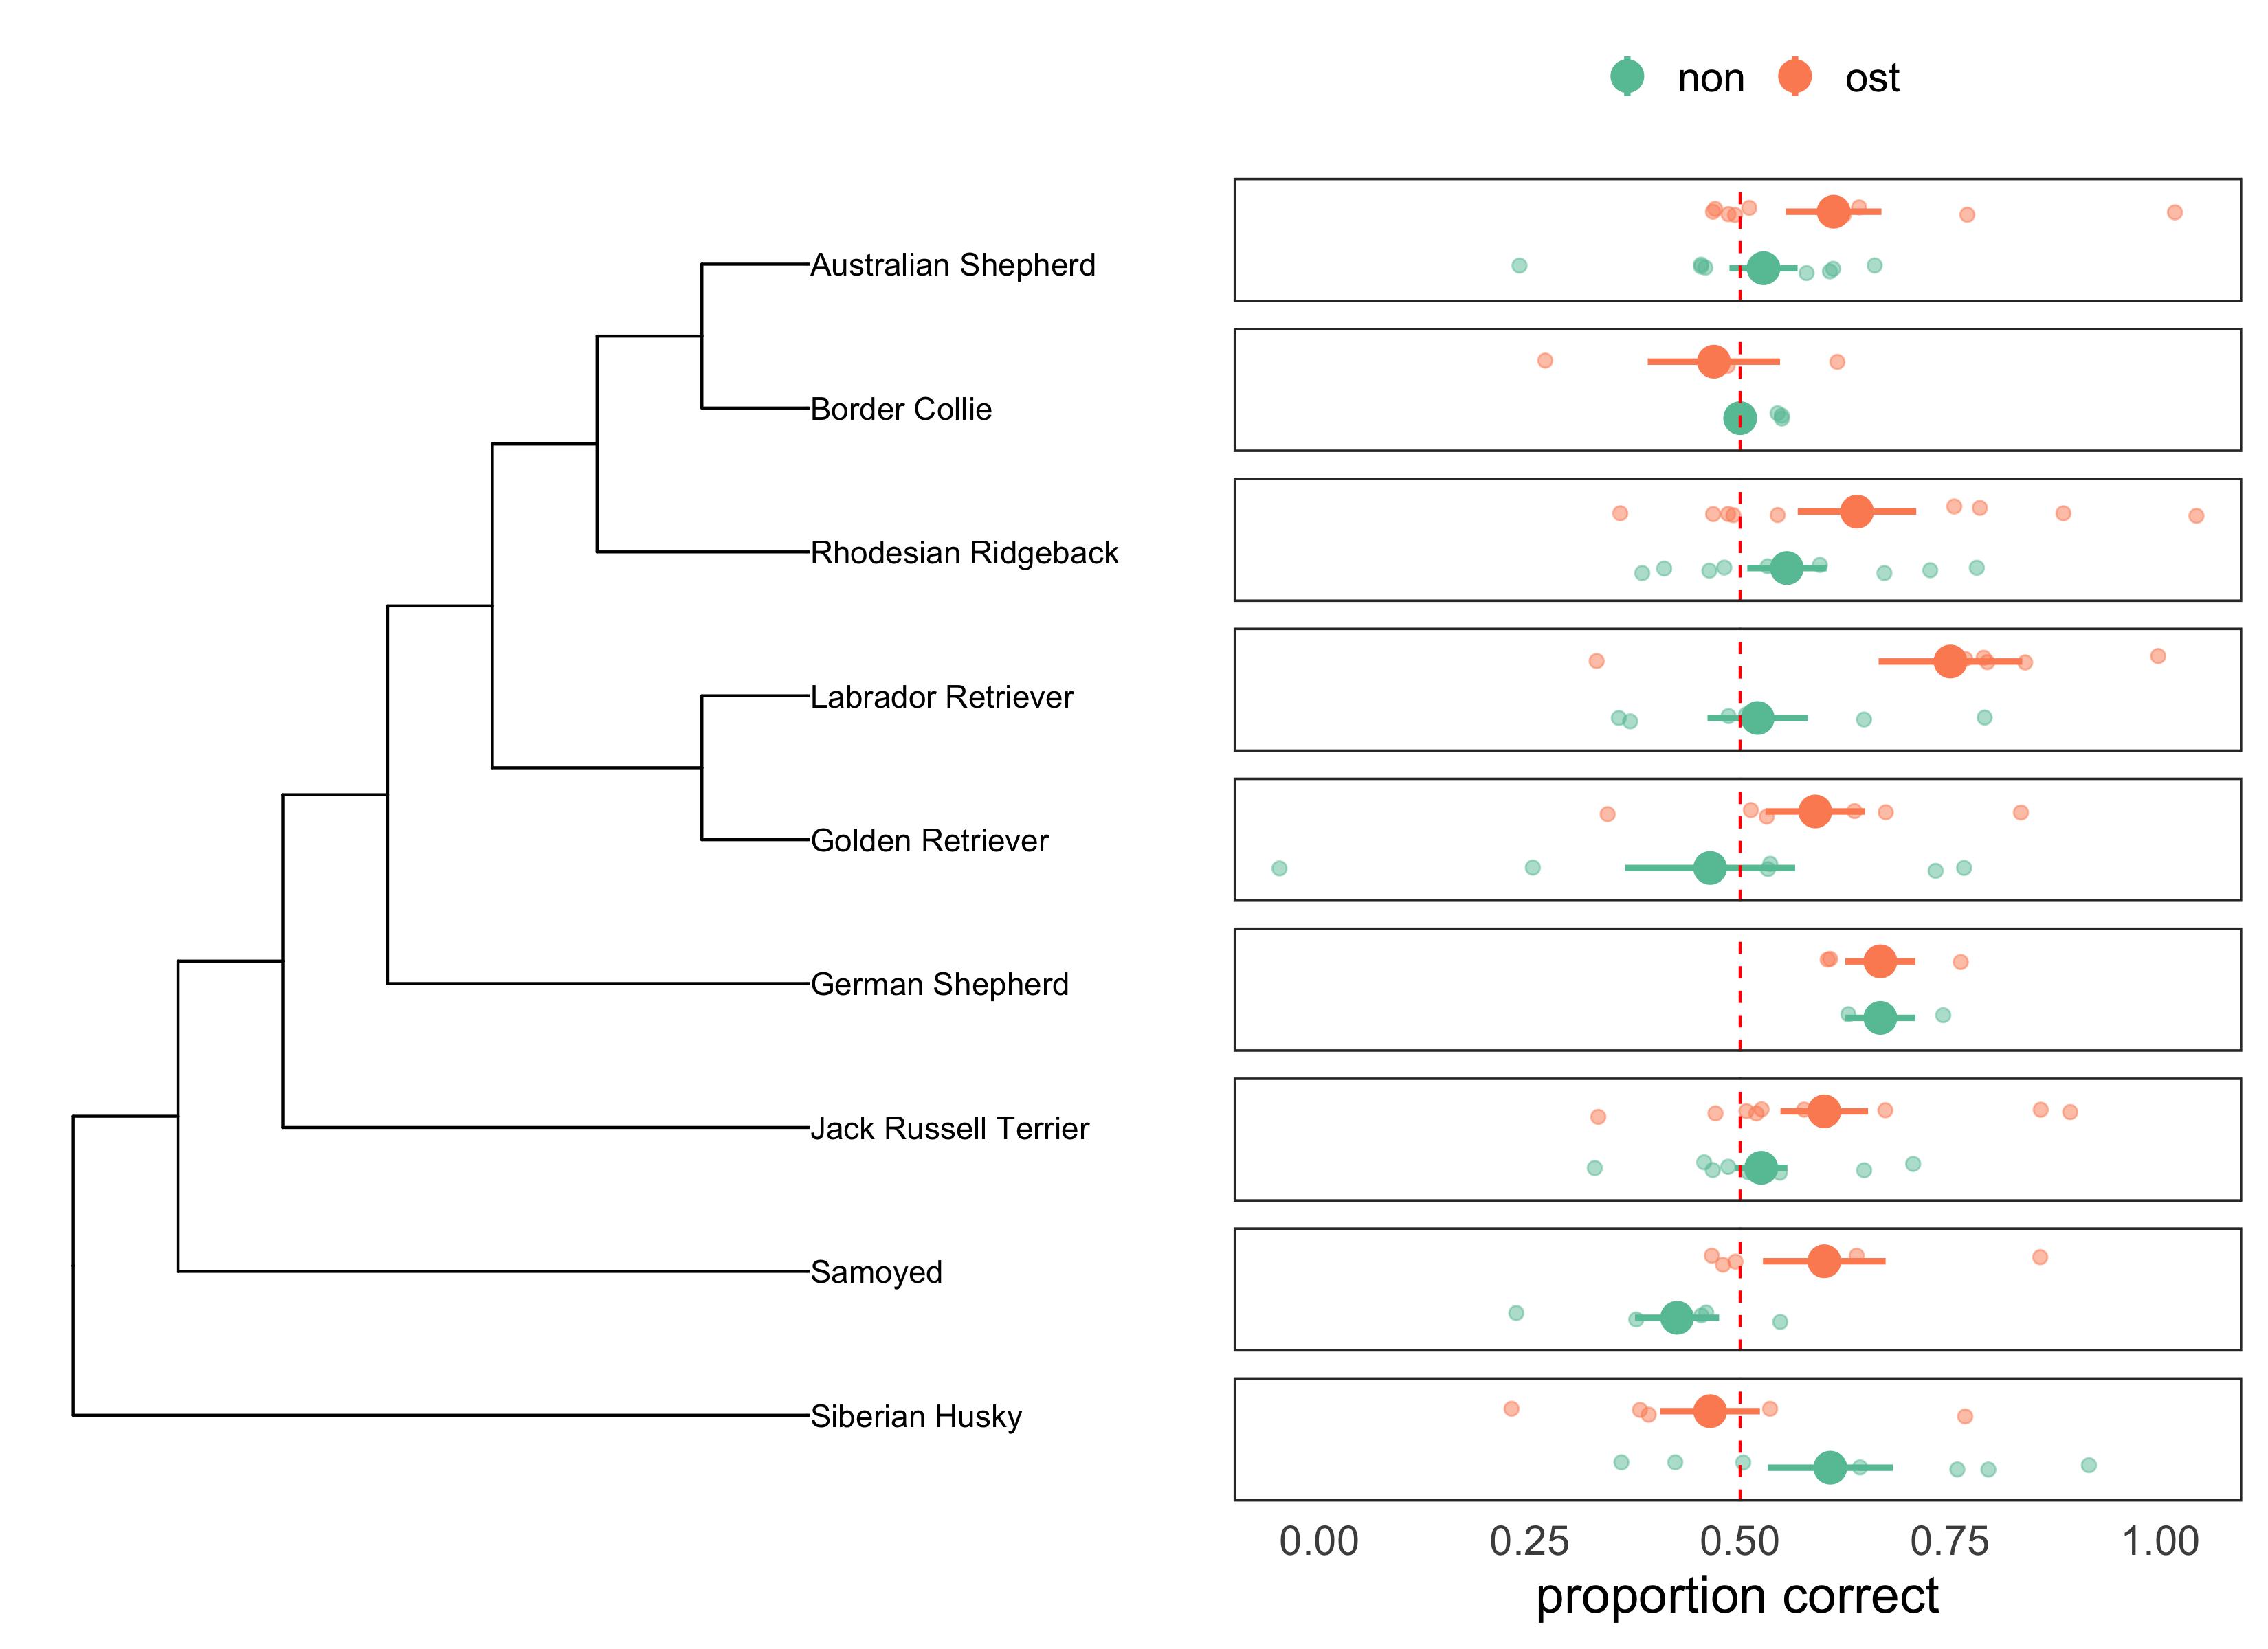 non ost
Australian Shepherd
Border Collie
Rhodesian Ridgeback
Labrador Retriever
Golden Retriever
German Shepherd
Jack Russell Terrier
Samoyed
Siberian Husky
0.00 0.25 0.50 0.75 1.00
proportion correct